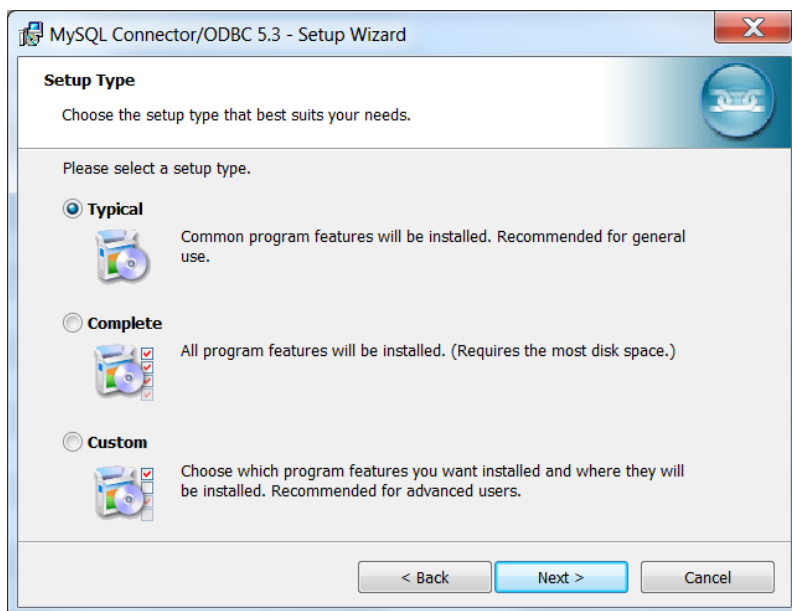 MySQL Connector/ODBC 5.3 - Setup Wizard
Setup Type
Choose the setup type that best suits your needs.
Please select a setup type.
Typical
Common program features will be installed. Recommended for general
use.
Complete
All program features will be installed. (Requires the most disk space.)
Custom
Choose which program features you want installed and where they will
be installed. Recommended for advanced users.
< Back
Next >
Cancel